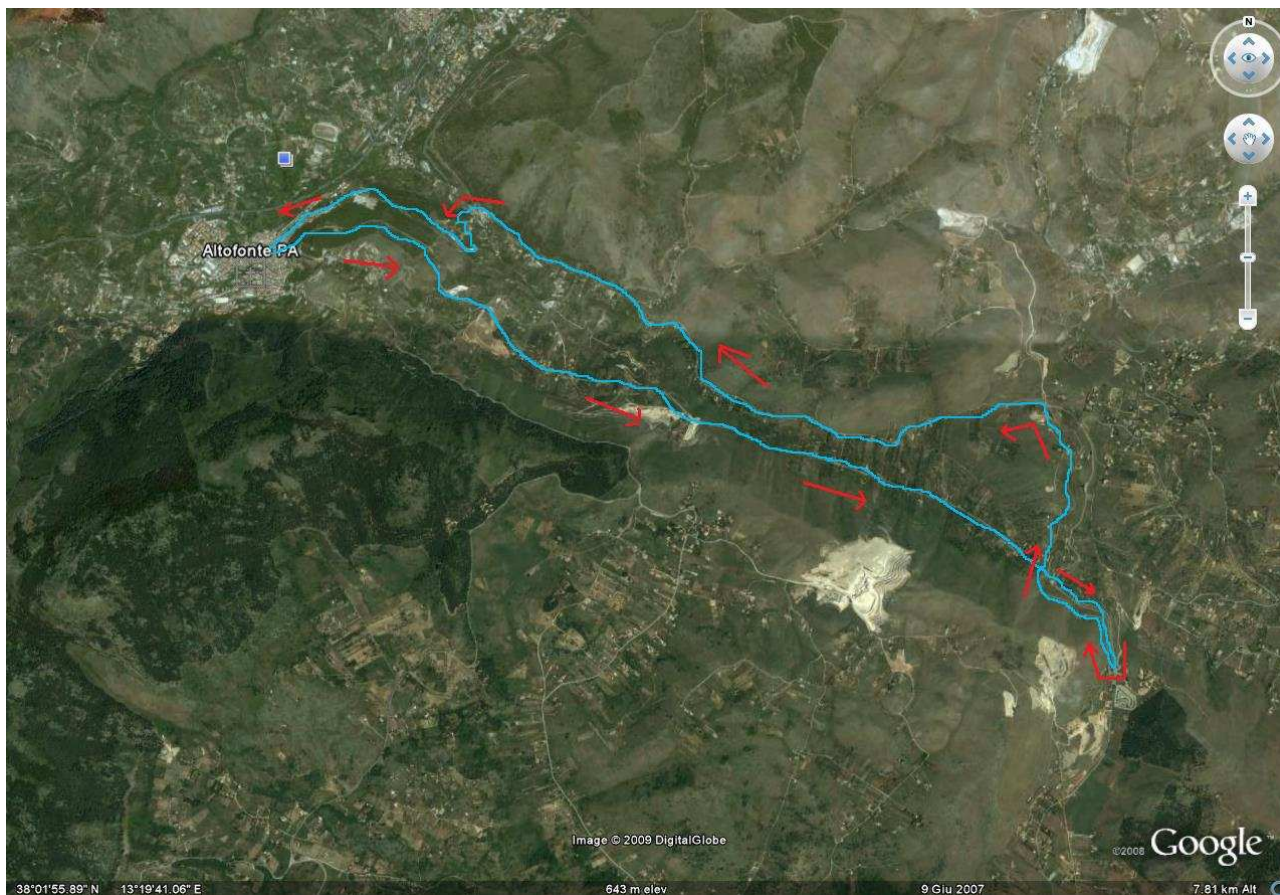 N
Altofonte PA
Image © 2009 DigitalGlobe
©2008 Google
38°01'55.89" N 13°19'41.06" E 643 m elev 9 Giu 2007 7.81 km Alt